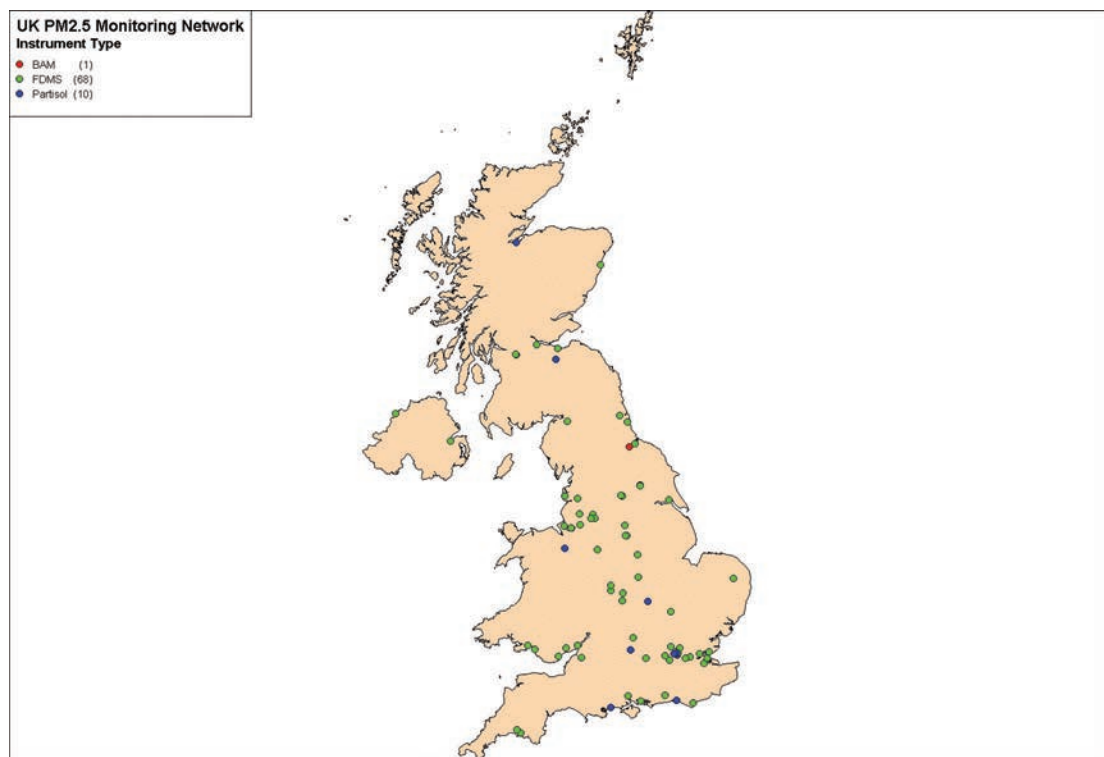 UK PM2.5 Monitoring Network
Instrument Type
BAM (1)
FDMS (68)
Partisol (10)